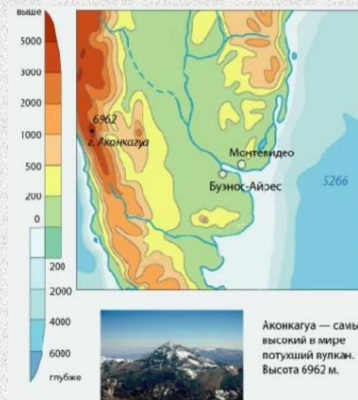 выше
5000
3000
2000
1000
500
200
0
200
2000
4000
6000
глубже
6962
г. Аконкагуа
Монтевидео
Буэнос-Айрес
5266
Аконкагуа — самы
высокий в мире
потухший вулкан.
Высота 6962 м.